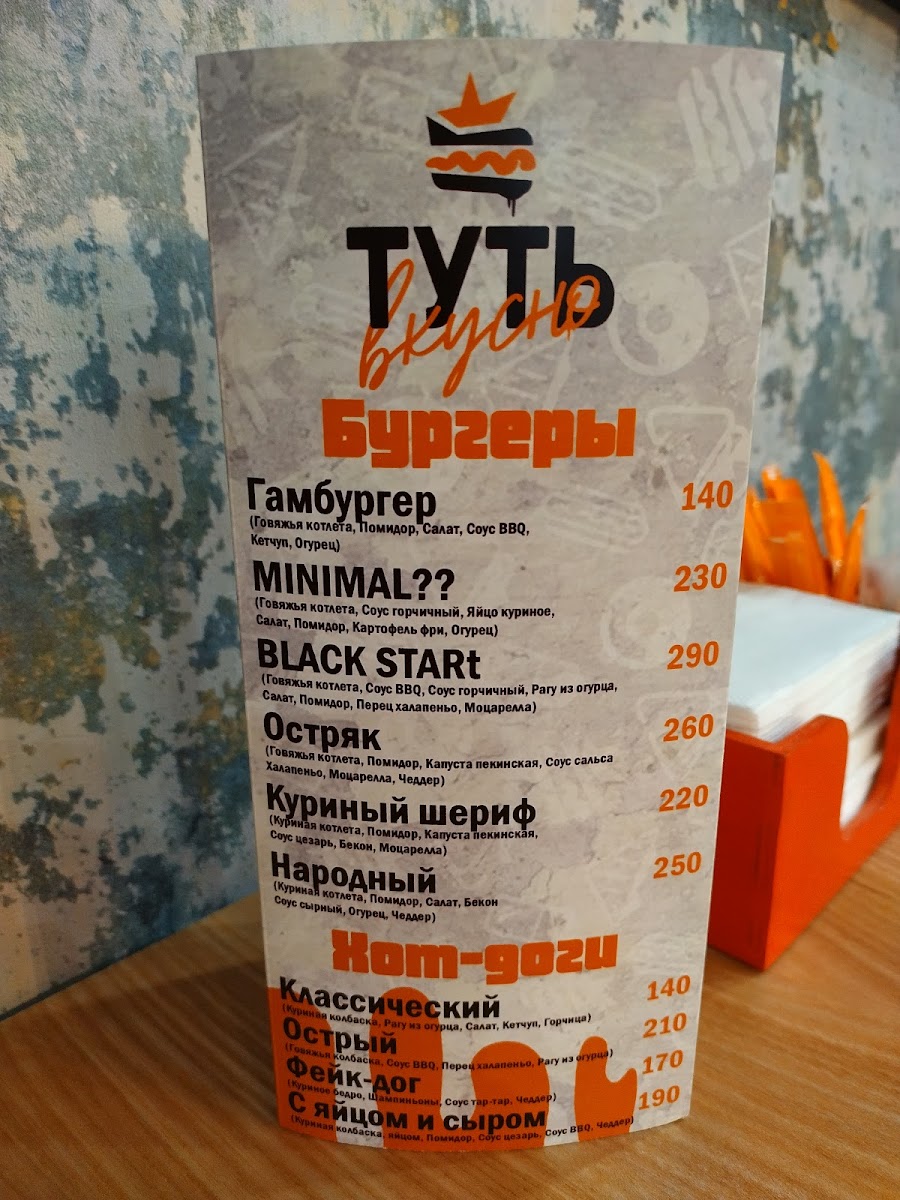 ТУТЬ
вкусно
Бургеры
Гамбургер 140
(Говяжья котлета, Помидор, Салат, Соус BBQ,
Кетчуп, Огурец)
MINIMAL?? 230
(Говяжья котлета, Соус горчичный, Яйцо куриное,
Салат, Помидор, Картофель фри, Огурец)
BLACK STARt 290
(Говяжья котлета, Соус BBQ, Соус горчичный, Рагу из огурца,
Салат, Помидор, Перец халапеньо, Моцарелла)
Остряк 260
(Говяжья котлета, Помидор, Капуста пекинская, Соус сальса
Халапеньо, Моцарелла, Чеддер)
Куриный шериф 220
(Куриная котлета, Помидор, Капуста пекинская,
Соус цезарь, Бекон, Моцарелла)
Народный 250
(Куриная котлета, Помидор, Салат, Бекон
Соус сырный, Огурец, Чеддер)
Хот-доги
Классический 140
(Куриная колбаска, Рагу из огурца, Салат, Кетчуп, Горчица)
Острый 210
(Говяжья колбаска, Соус BBQ, Перец халапеньо, Рагу из огурца)
Фейк-дог 170
(Куриное бедро, Шампиньоны, Соус тар-тар, Чеддер)
С яйцом и сыром 190
(Куриная колбаска, яйцом, Помидор, Соус цезарь, Соус BBQ, Чеддер)